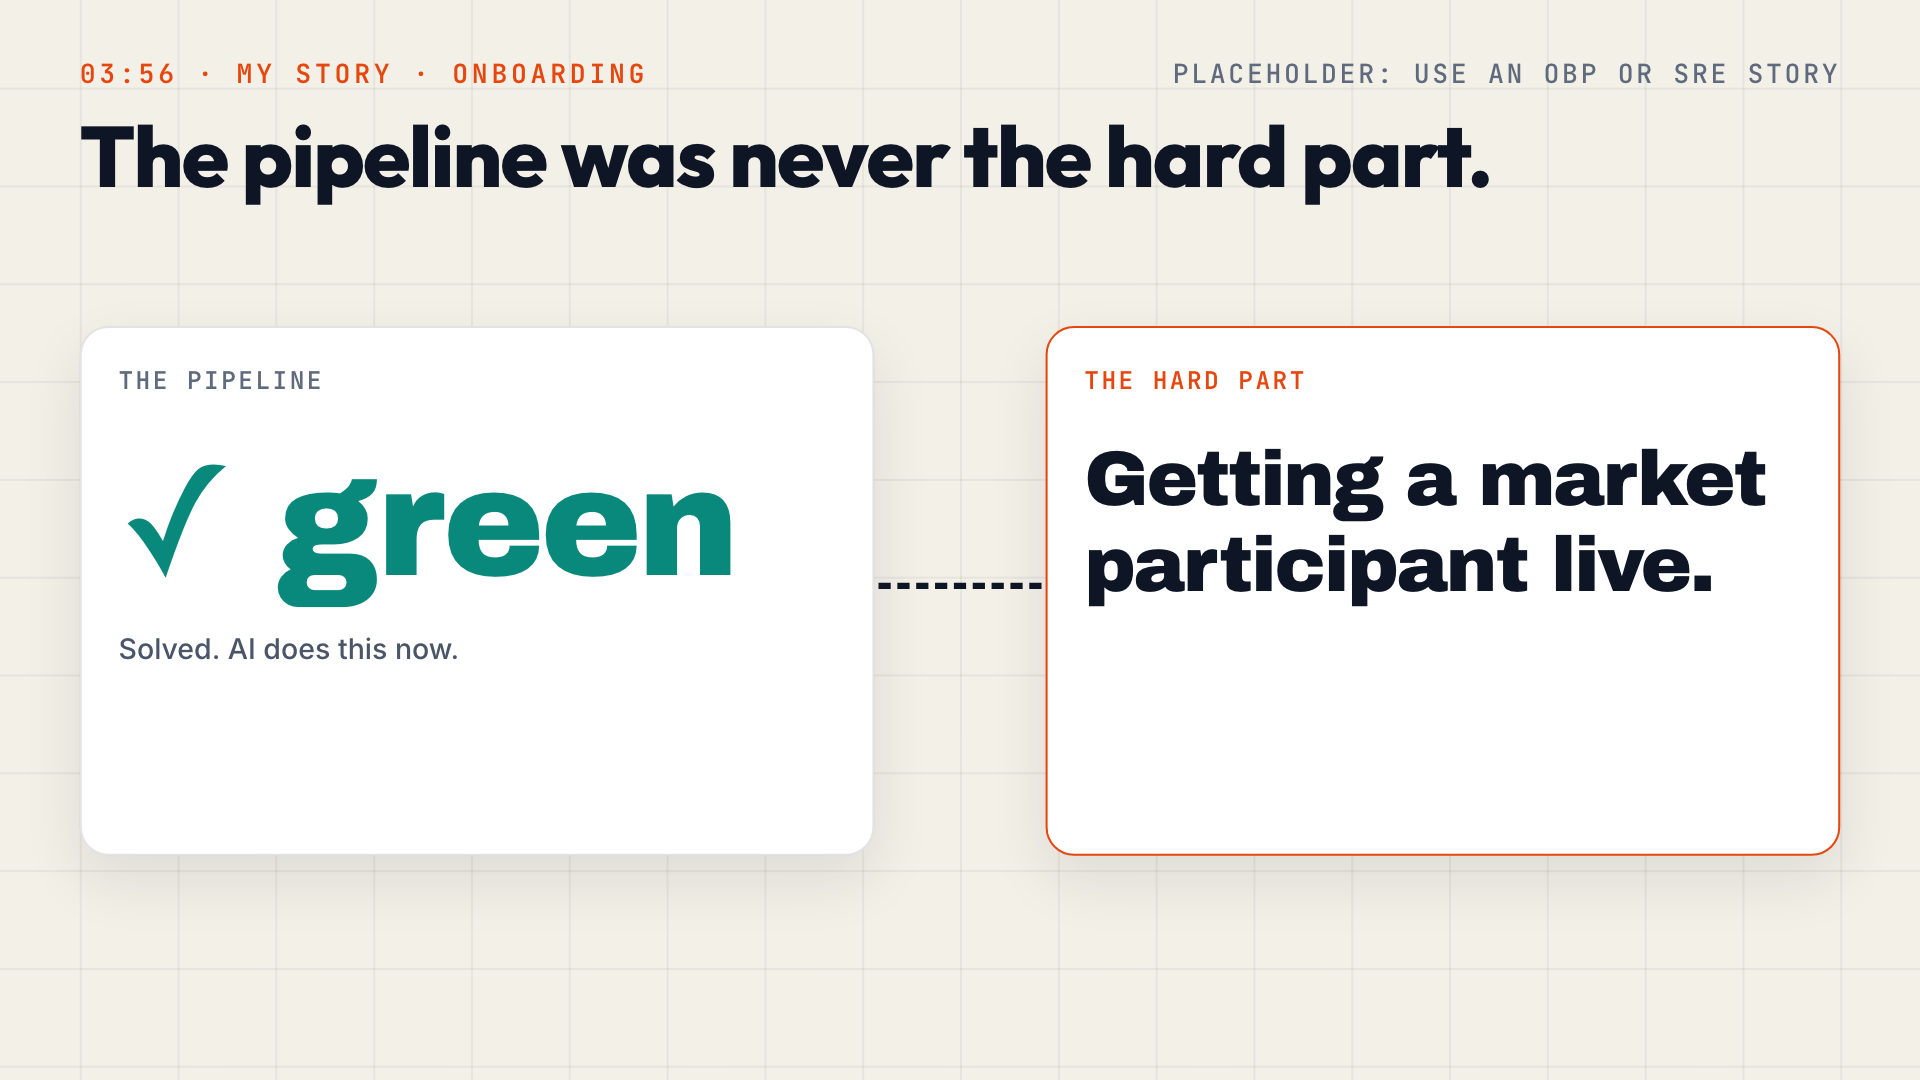 03:56 · MY STORY · ONBOARDING
PLACEHOLDER: USE AN OBP OR SRE STORY
The pipeline was never the hard part.
THE PIPELINE
✓ green
Solved. AI does this now.
THE HARD PART
Getting a market
participant live.